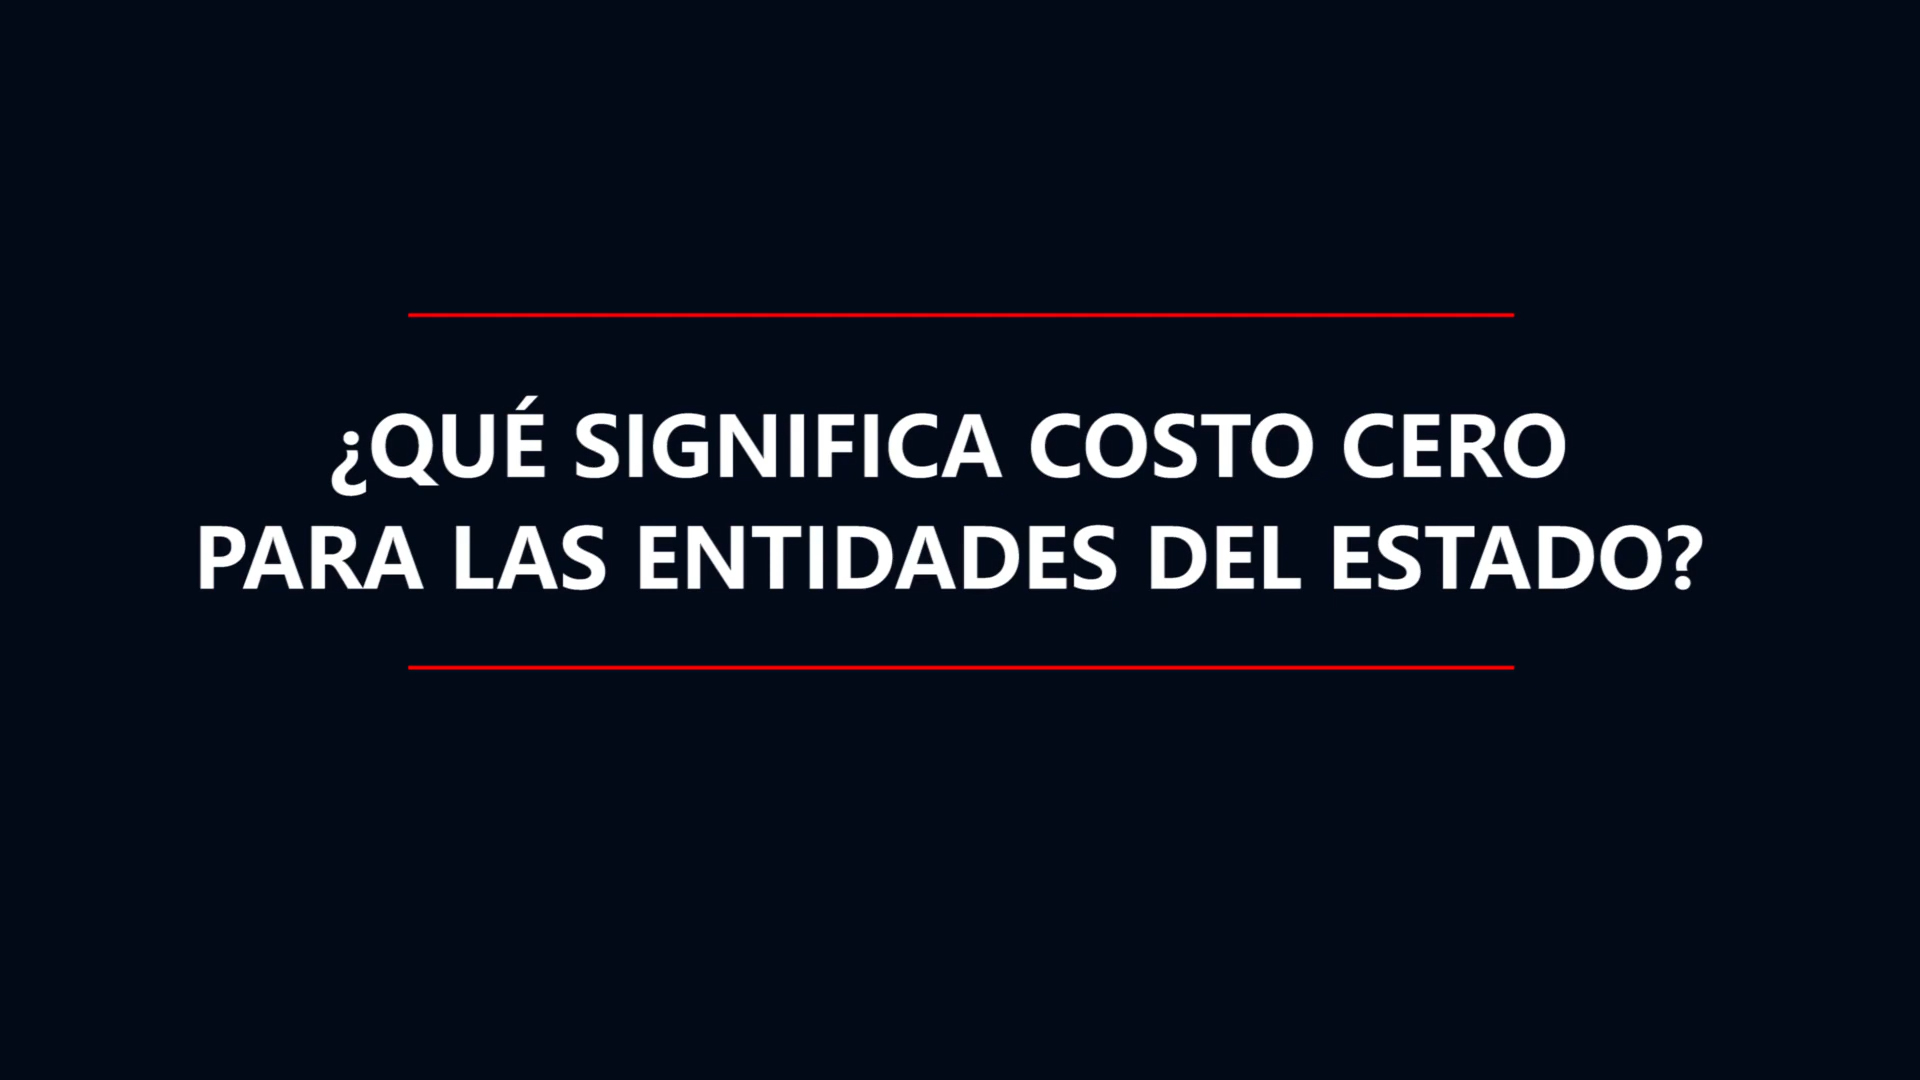 ¿QUÉ SIGNIFICA COSTO CERO
PARA LAS ENTIDADES DEL ESTADO?